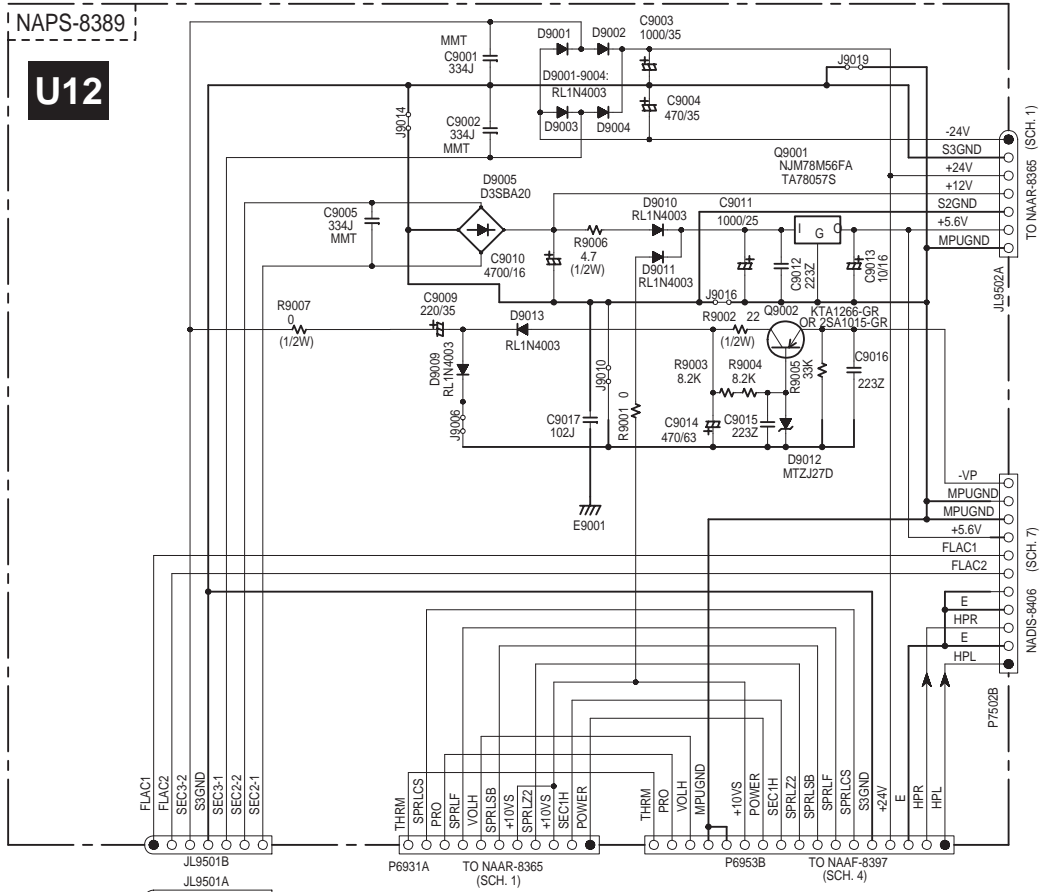 NAPS-8389
U12
MMT
C9001
334J
D9001
D9002
C9003
1000/35
J9019
D9001-9004:
RL1N4003
J9014
C9002
334J
MMT
D9003
D9004
C9004
470/35
-24V
S3GND
+24V
+12V
S2GND
+5.6V
MPUGND
TO NAAR-8365 (SCH. 1)
JL9502A
Q9001
NJM78M56FA
TA78057S
D9005
D3SBA20
C9005
334J
MMT
C9010
4700/16
R9006
4.7
(1/2W)
D9010
RL1N4003
D9011
RL1N4003
C9011
1000/25
I
G
O
C9012
223Z
C9013
10/16
R9007
0
(1/2W)
C9009
220/35
D9013
RL1N4003
D9009
RL1N4003
J9006
J9010
J9016
R9002 22
(1/2W)
Q9002
KTA1266-GR
OR 2SA1015-GR
R9003
8.2K
R9004
8.2K
R9005
33K
C9016
223Z
R9001 0
C9017
102J
C9014
470/63
C9015
223Z
D9012
MTZJ27D
E9001
-VP
MPUGND
MPUGND
+5.6V
FLAC1
FLAC2
E
HPR
E
HPL
NADIS-8406 (SCH. 7)
P7502B
FLAC1
FLAC2
SEC3-2
S3GND
SEC3-1
SEC2-2
SEC2-1
JL9501B
JL9501A
THRM
SPRLCS
PRO
SPRLF
VOLH
SPRLSB
+10VS
SPRLZ2
+10VS
SEC1H
POWER
P6931A
TO NAAR-8365
(SCH. 1)
THRM
PRO
VOLH
MPUGND
+10VS
POWER
SEC1H
SPRLZ2
SPRLSB
SPRLF
SPRLCS
S3GND
+24V
E
HPR
HPL
P6953B
TO NAAF-8397
(SCH. 4)